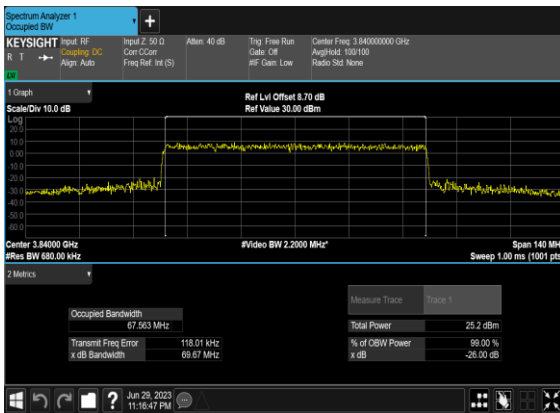 Spectrum Analyzer 1
Occupied BW
+
KEYSIGHT Input: RF Input Z: 50 Ω Atten: 40 dB Trig: Free Run Center Freq: 3.840000000 GHz
R T Coupling: DC Corr CCorr Gate: Off Avg|Hold: 100/100
Align: Auto Freq Ref: Int (S) #IF Gain: Low Radio Std: None
LV
1 Graph
Ref Lvl Offset 8.70 dB
Scale/Div 10.0 dB Ref Value 30.00 dBm
Log
20.0
10.0
0.00
-10.0
-20.0
-30.0
-40.0
-50.0
-60.0
Center 3.84000 GHz #Video BW 2.2000 MHz* Span 140 MH
#Res BW 680.00 kHz Sweep 1.00 ms (1001 pts
2 Metrics
Measure Trace Trace 1
Occupied Bandwidth
67.563 MHz Total Power 25.2 dBm
Transmit Freq Error 118.01 kHz % of OBW Power 99.00 %
x dB Bandwidth 69.67 MHz x dB -26.00 dB
? Jun 29, 2023
11:16:47 PM